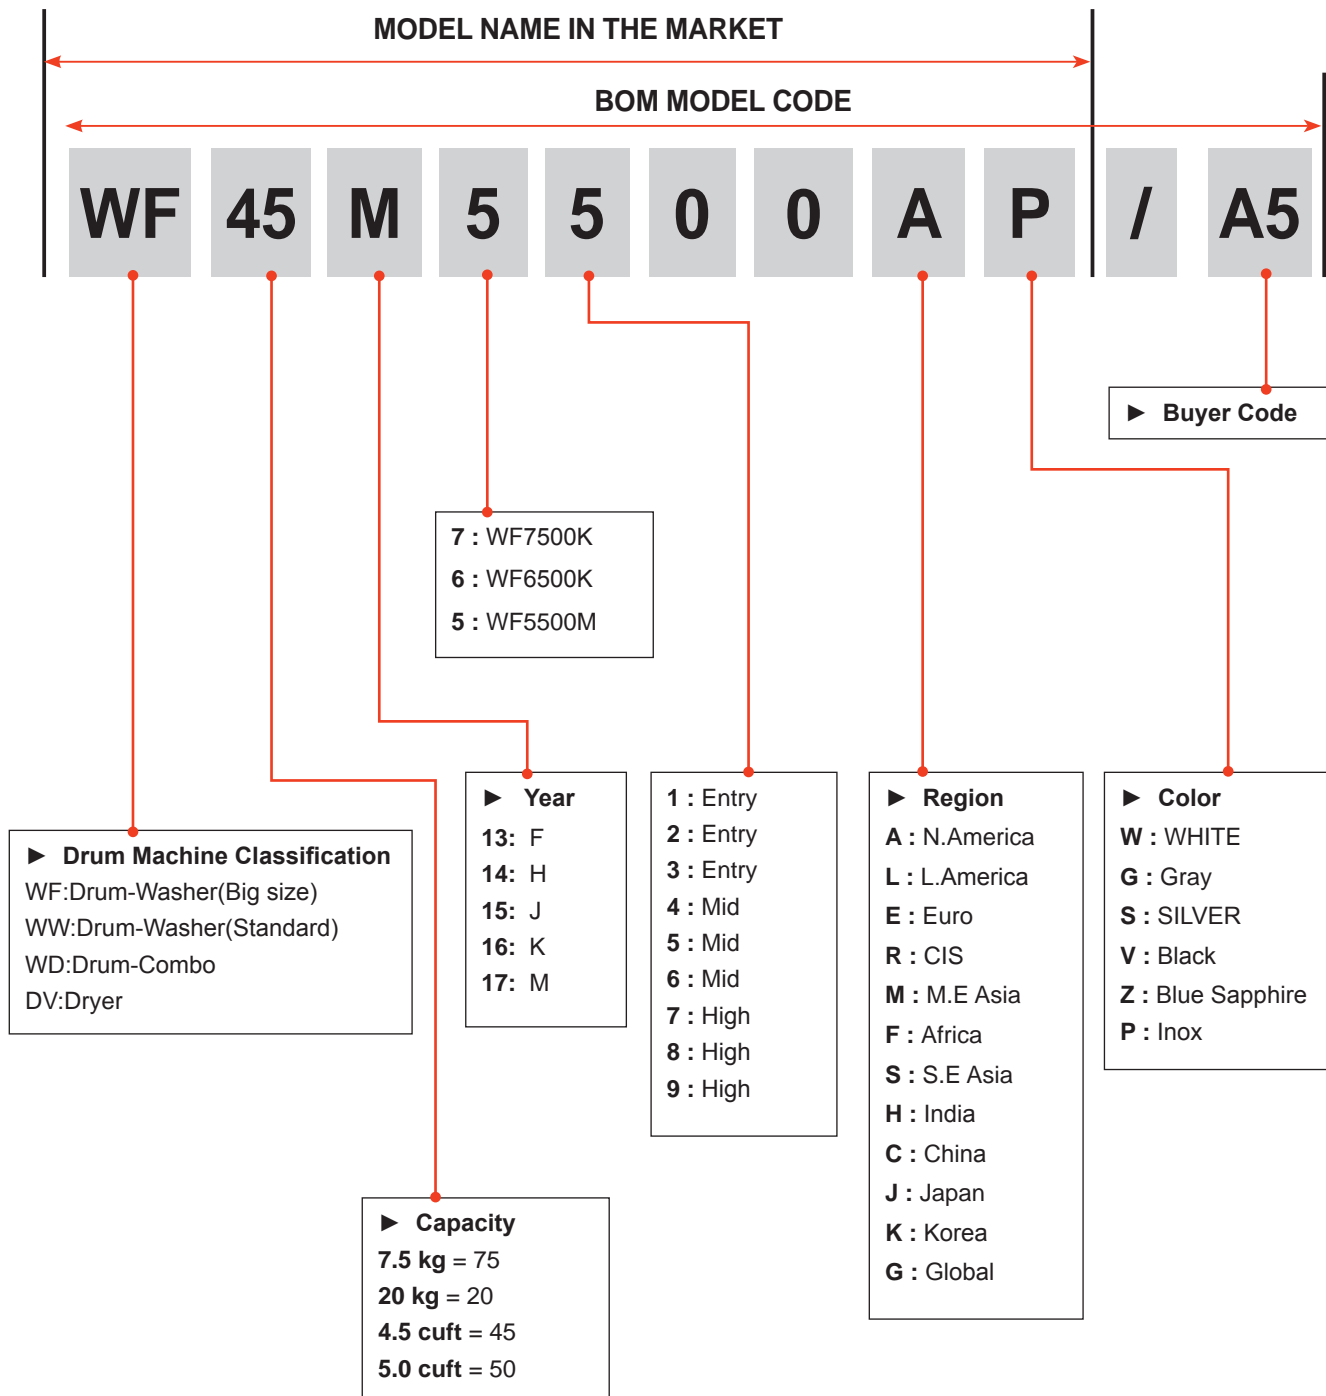 MODEL NAME IN THE MARKET
BOM MODEL CODE
WF 45 M 5 5 0 0 A P / A5
► Buyer Code
7 : WF7500K
6 : WF6500K
5 : WF5500M
► Drum Machine Classification
WF:Drum-Washer(Big size)
WW:Drum-Washer(Standard)
WD:Drum-Combo
DV:Dryer
► Year
13: F
14: H
15: J
16: K
17: M
1 : Entry
2 : Entry
3 : Entry
4 : Mid
5 : Mid
6 : Mid
7 : High
8 : High
9 : High
► Region
A : N.America
L : L.America
E : Euro
R : CIS
M : M.E Asia
F : Africa
S : S.E Asia
H : India
C : China
J : Japan
K : Korea
G : Global
► Color
W : WHITE
G : Gray
S : SILVER
V : Black
Z : Blue Sapphire
P : Inox
► Capacity
7.5 kg = 75
20 kg = 20
4.5 cuft = 45
5.0 cuft = 50